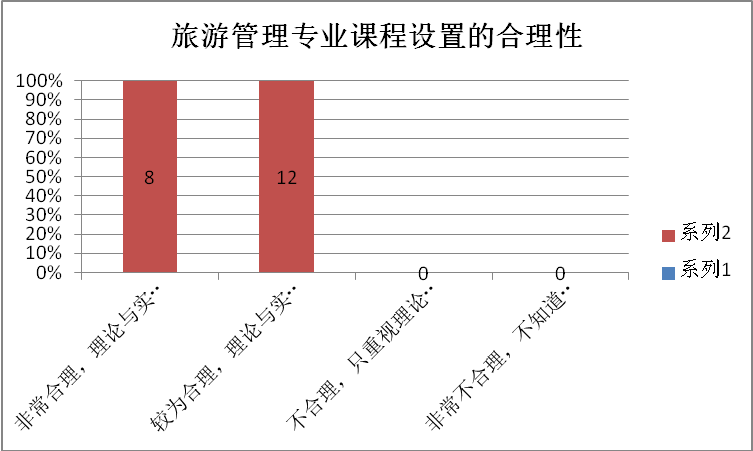 旅游管理专业课程设置的合理性
100%
90%
80%
70%
60%
50%
40%
30%
20%
10%
0%
8
12
0
0
非常合理，理论与实…
较为合理，理论与实…
不合理，只重视理论…
非常不合理，不知道…
系列2
系列1